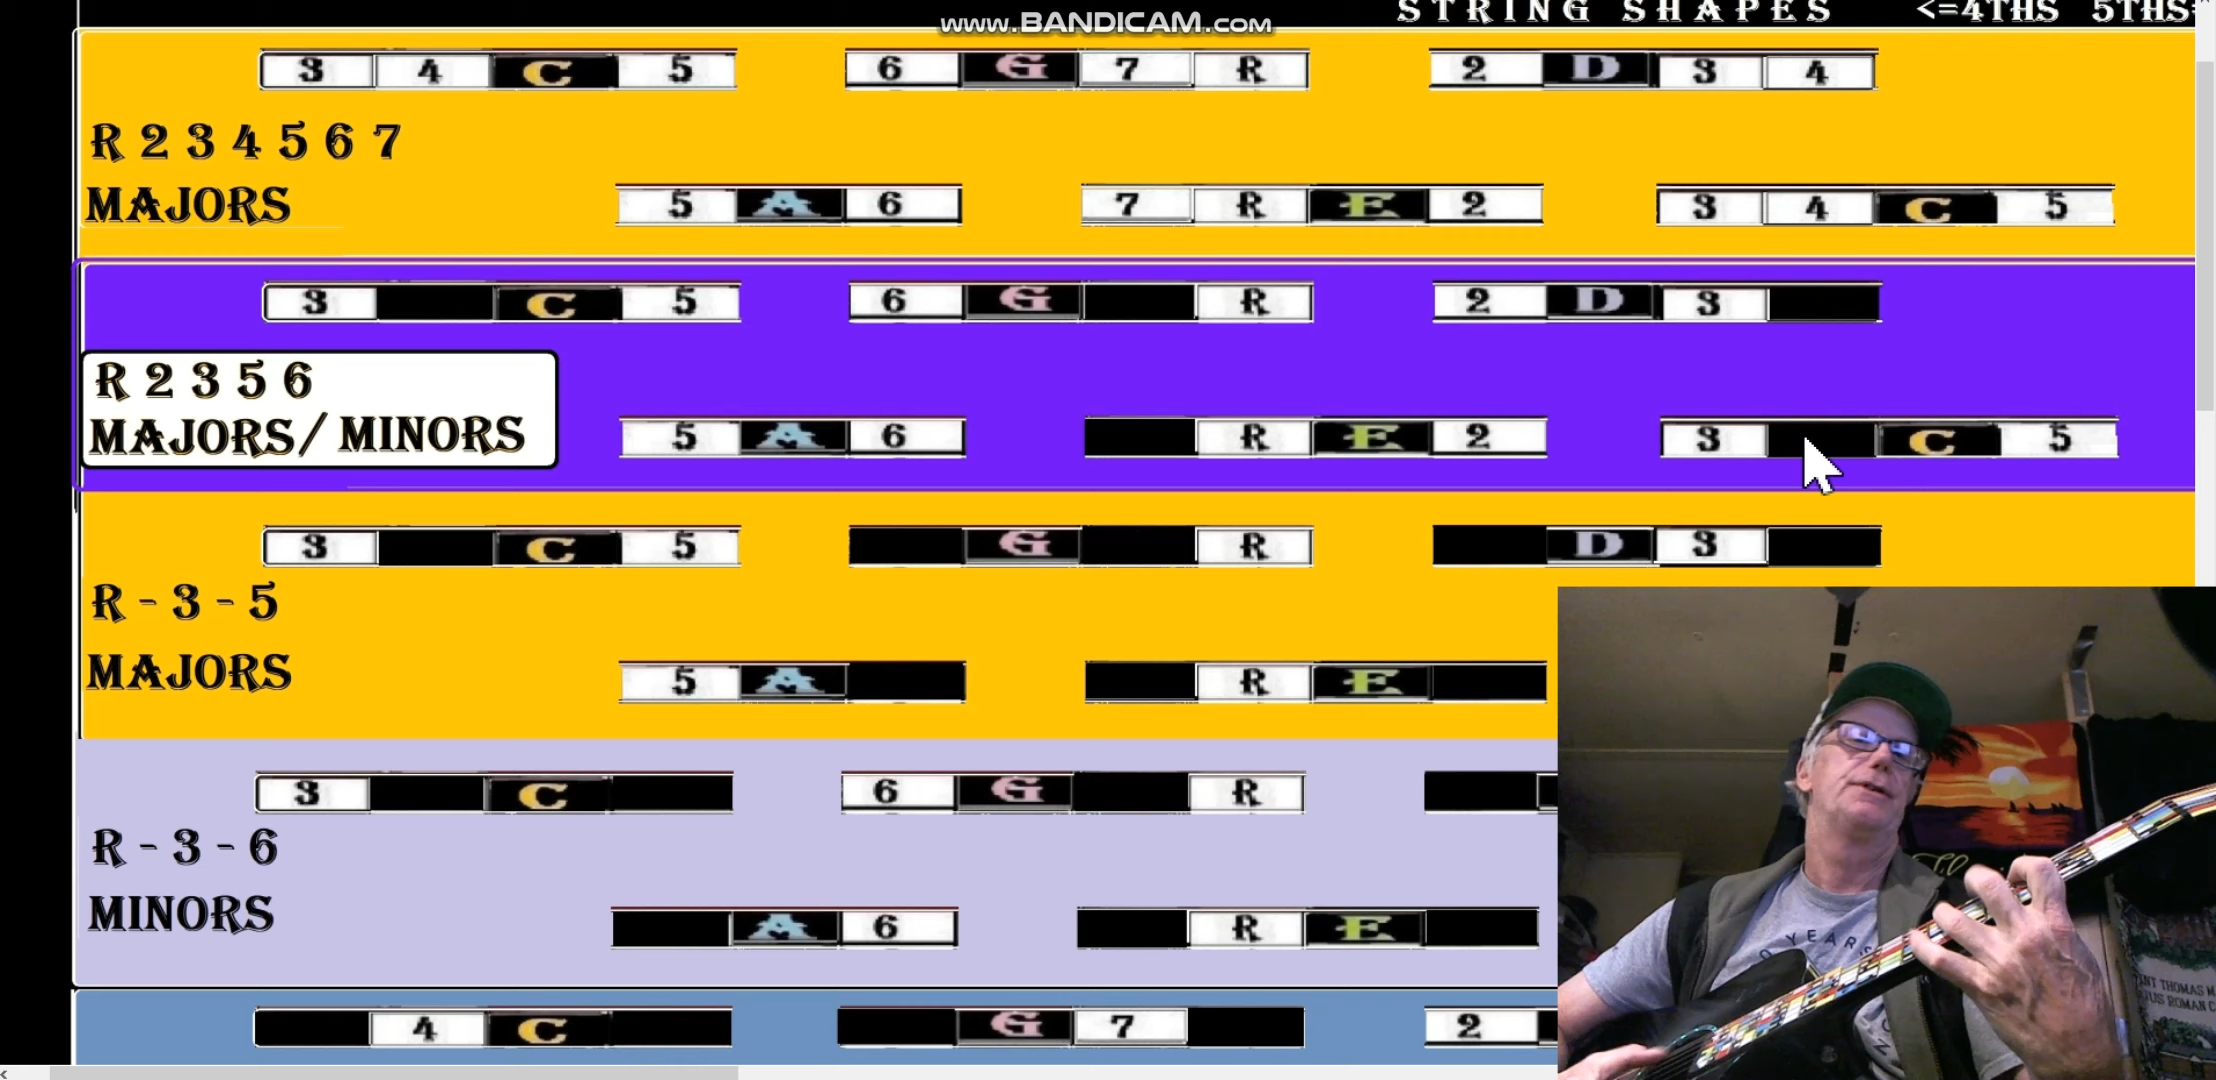 STRING SHAPES <=4THS 5THS=
www.BANDICAM.com
3 4 C 5 6 G 7 R 2 D 3 4
R 2 3 4 5 6 7
MAJORS
5 A 6 7 R E 2 3 4 C 5
3 C 5 6 G R 2 D 3
R 2 3 5 6
MAJORS/MINORS
5 A 6 R E 2 3 C 5
3 C 5 G R D 3
R - 3 - 5
MAJORS
5 A R E
3 C 6 G R
R - 3 - 6
MINORS
A 6 R E
4 C G 7 2
YEARS